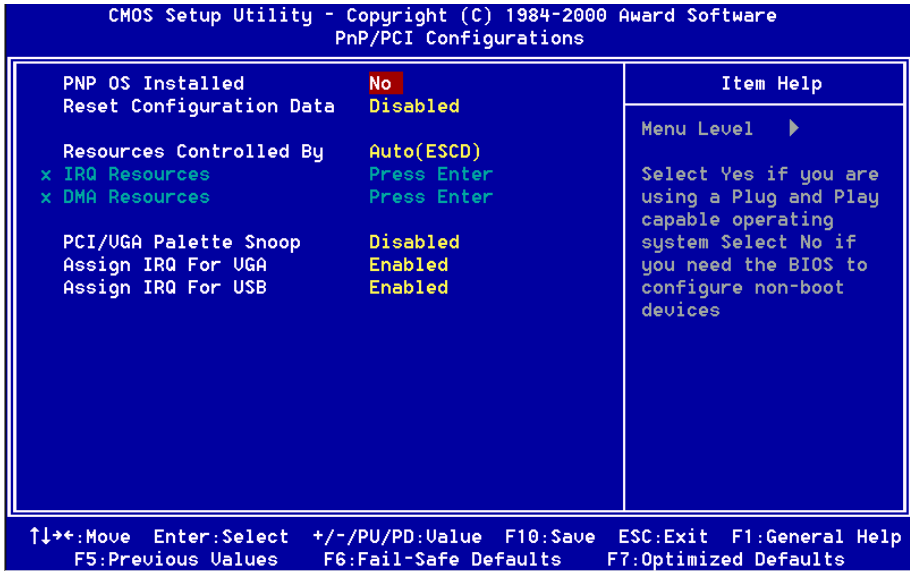 CMOS Setup Utility - Copyright (C) 1984-2000 Award Software
PnP/PCI Configurations
PNP OS Installed No
Reset Configuration Data Disabled
Resources Controlled By Auto(ESCD)
x IRQ Resources Press Enter
x DMA Resources Press Enter
PCI/VGA Palette Snoop Disabled
Assign IRQ For VGA Enabled
Assign IRQ For USB Enabled
Item Help
Menu Level ▶
Select Yes if you are
using a Plug and Play
capable operating
system Select No if
you need the BIOS to
configure non-boot
devices
↑↓→←:Move Enter:Select +/-/PU/PD:Value F10:Save ESC:Exit F1:General Help
F5:Previous Values F6:Fail-Safe Defaults F7:Optimized Defaults